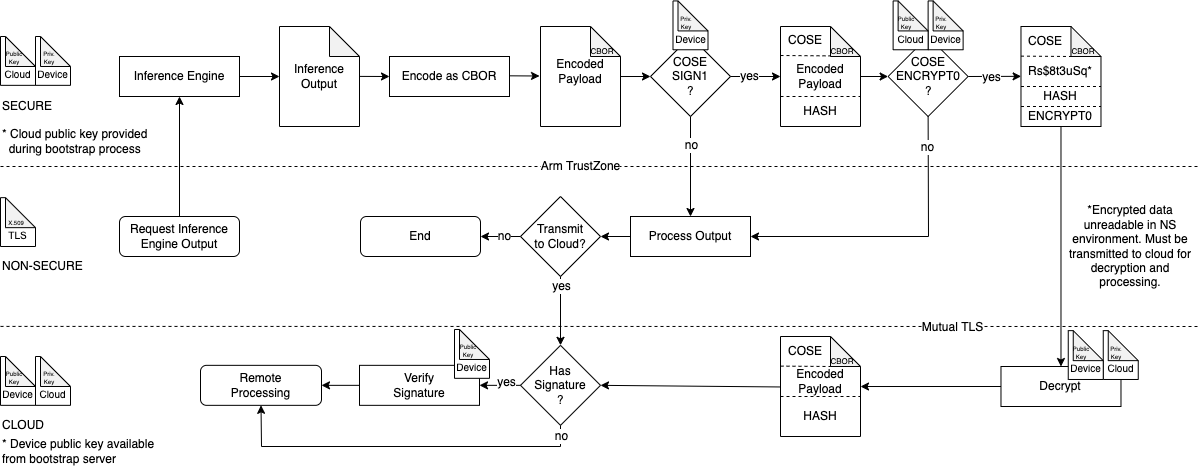 Public
Key
Cloud
Priv.
Key
Device
SECURE
* Cloud public key provided
during bootstrap process
Inference Engine
Inference
Output
Encode as CBOR
CBOR
Encoded
Payload
Priv.
Key
Device
COSE
SIGN1
?
yes
no
COSE
CBOR
Encoded
Payload
HASH
Public
Key
Cloud
Priv.
Key
Device
COSE
ENCRYPT0
?
yes
no
COSE
CBOR
Rs$8t3uSq*
HASH
ENCRYPT0
Arm TrustZone
X.509
TLS
NON-SECURE
Request Inference
Engine Output
End
no
Transmit
to Cloud?
yes
Process Output
*Encrypted data
unreadable in NS
environment. Must be
transmitted to cloud for
decryption and
processing.
Mutual TLS
Public
Key
Device
Priv.
Key
Cloud
CLOUD
* Device public key available
from bootstrap server
Remote
Processing
Public
Key
Device
Verify
Signature
yes
Has
Signature
?
no
COSE
CBOR
Encoded
Payload
HASH
Public
Key
Device
Priv.
Key
Cloud
Decrypt